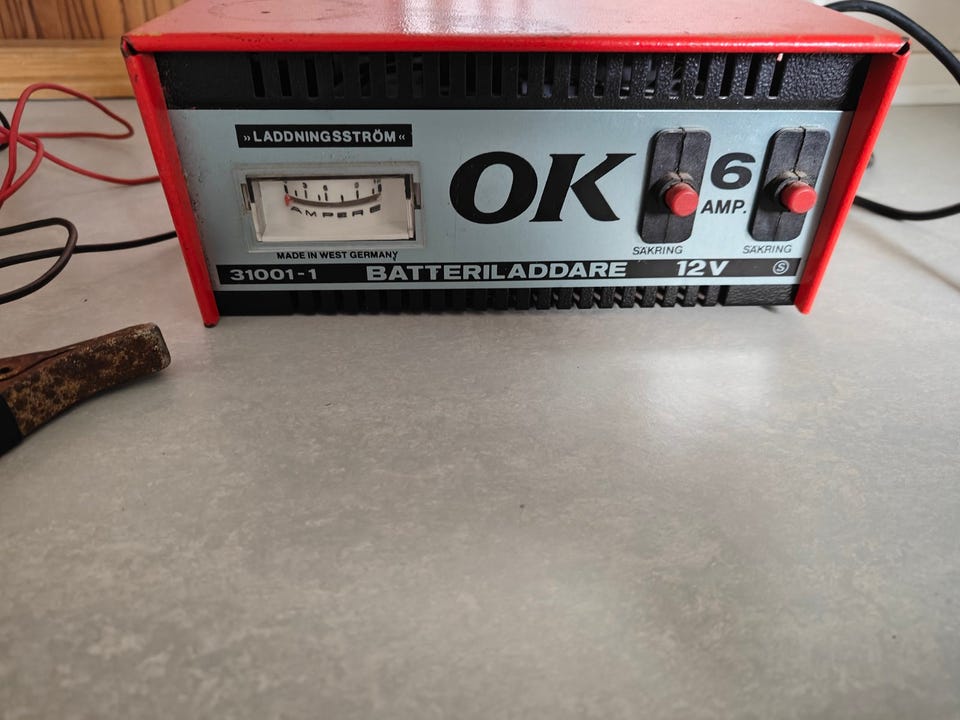 »LADDNINGSSTRÖM«
AMPERE
MADE IN WEST GERMANY
OK
6
AMP.
SÄKRING
SÄKRING
31001-1 BATTERILADDARE 12V Ⓢ